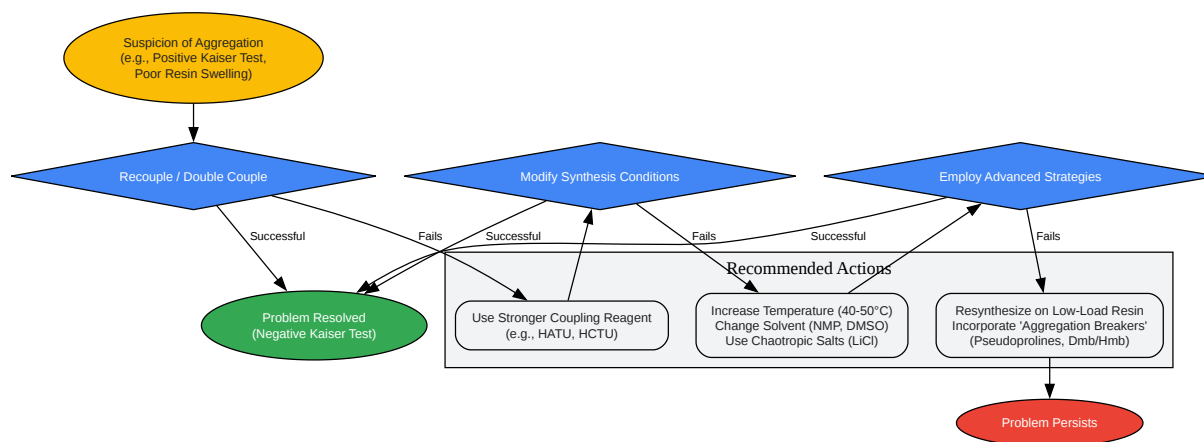 Suspicion of Aggregation
(e.g., Positive Kaiser Test,
Poor Resin Swelling)
Recouple / Double Couple
Modify Synthesis Conditions
Employ Advanced Strategies
Successful
Fails
Successful
Fails
Successful
Fails
Recommended Actions
Problem Resolved
(Negative Kaiser Test)
Use Stronger Coupling Reagent
(e.g., HATU, HCTU)
Increase Temperature (40-50°C)
Change Solvent (NMP, DMSO)
Use Chaotropic Salts (LiCl)
Resynthesize on Low-Load Resin
Incorporate 'Aggregation Breakers'
(Pseudoprolines, Dmb/Hmb)
Problem Persists